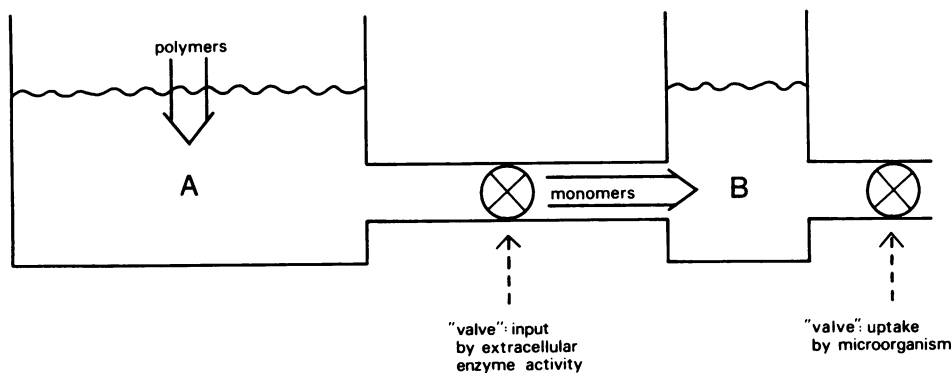 polymers
A
monomers
B
"valve": input
by extracellular
enzyme activity
"valve": uptake
by microorganism